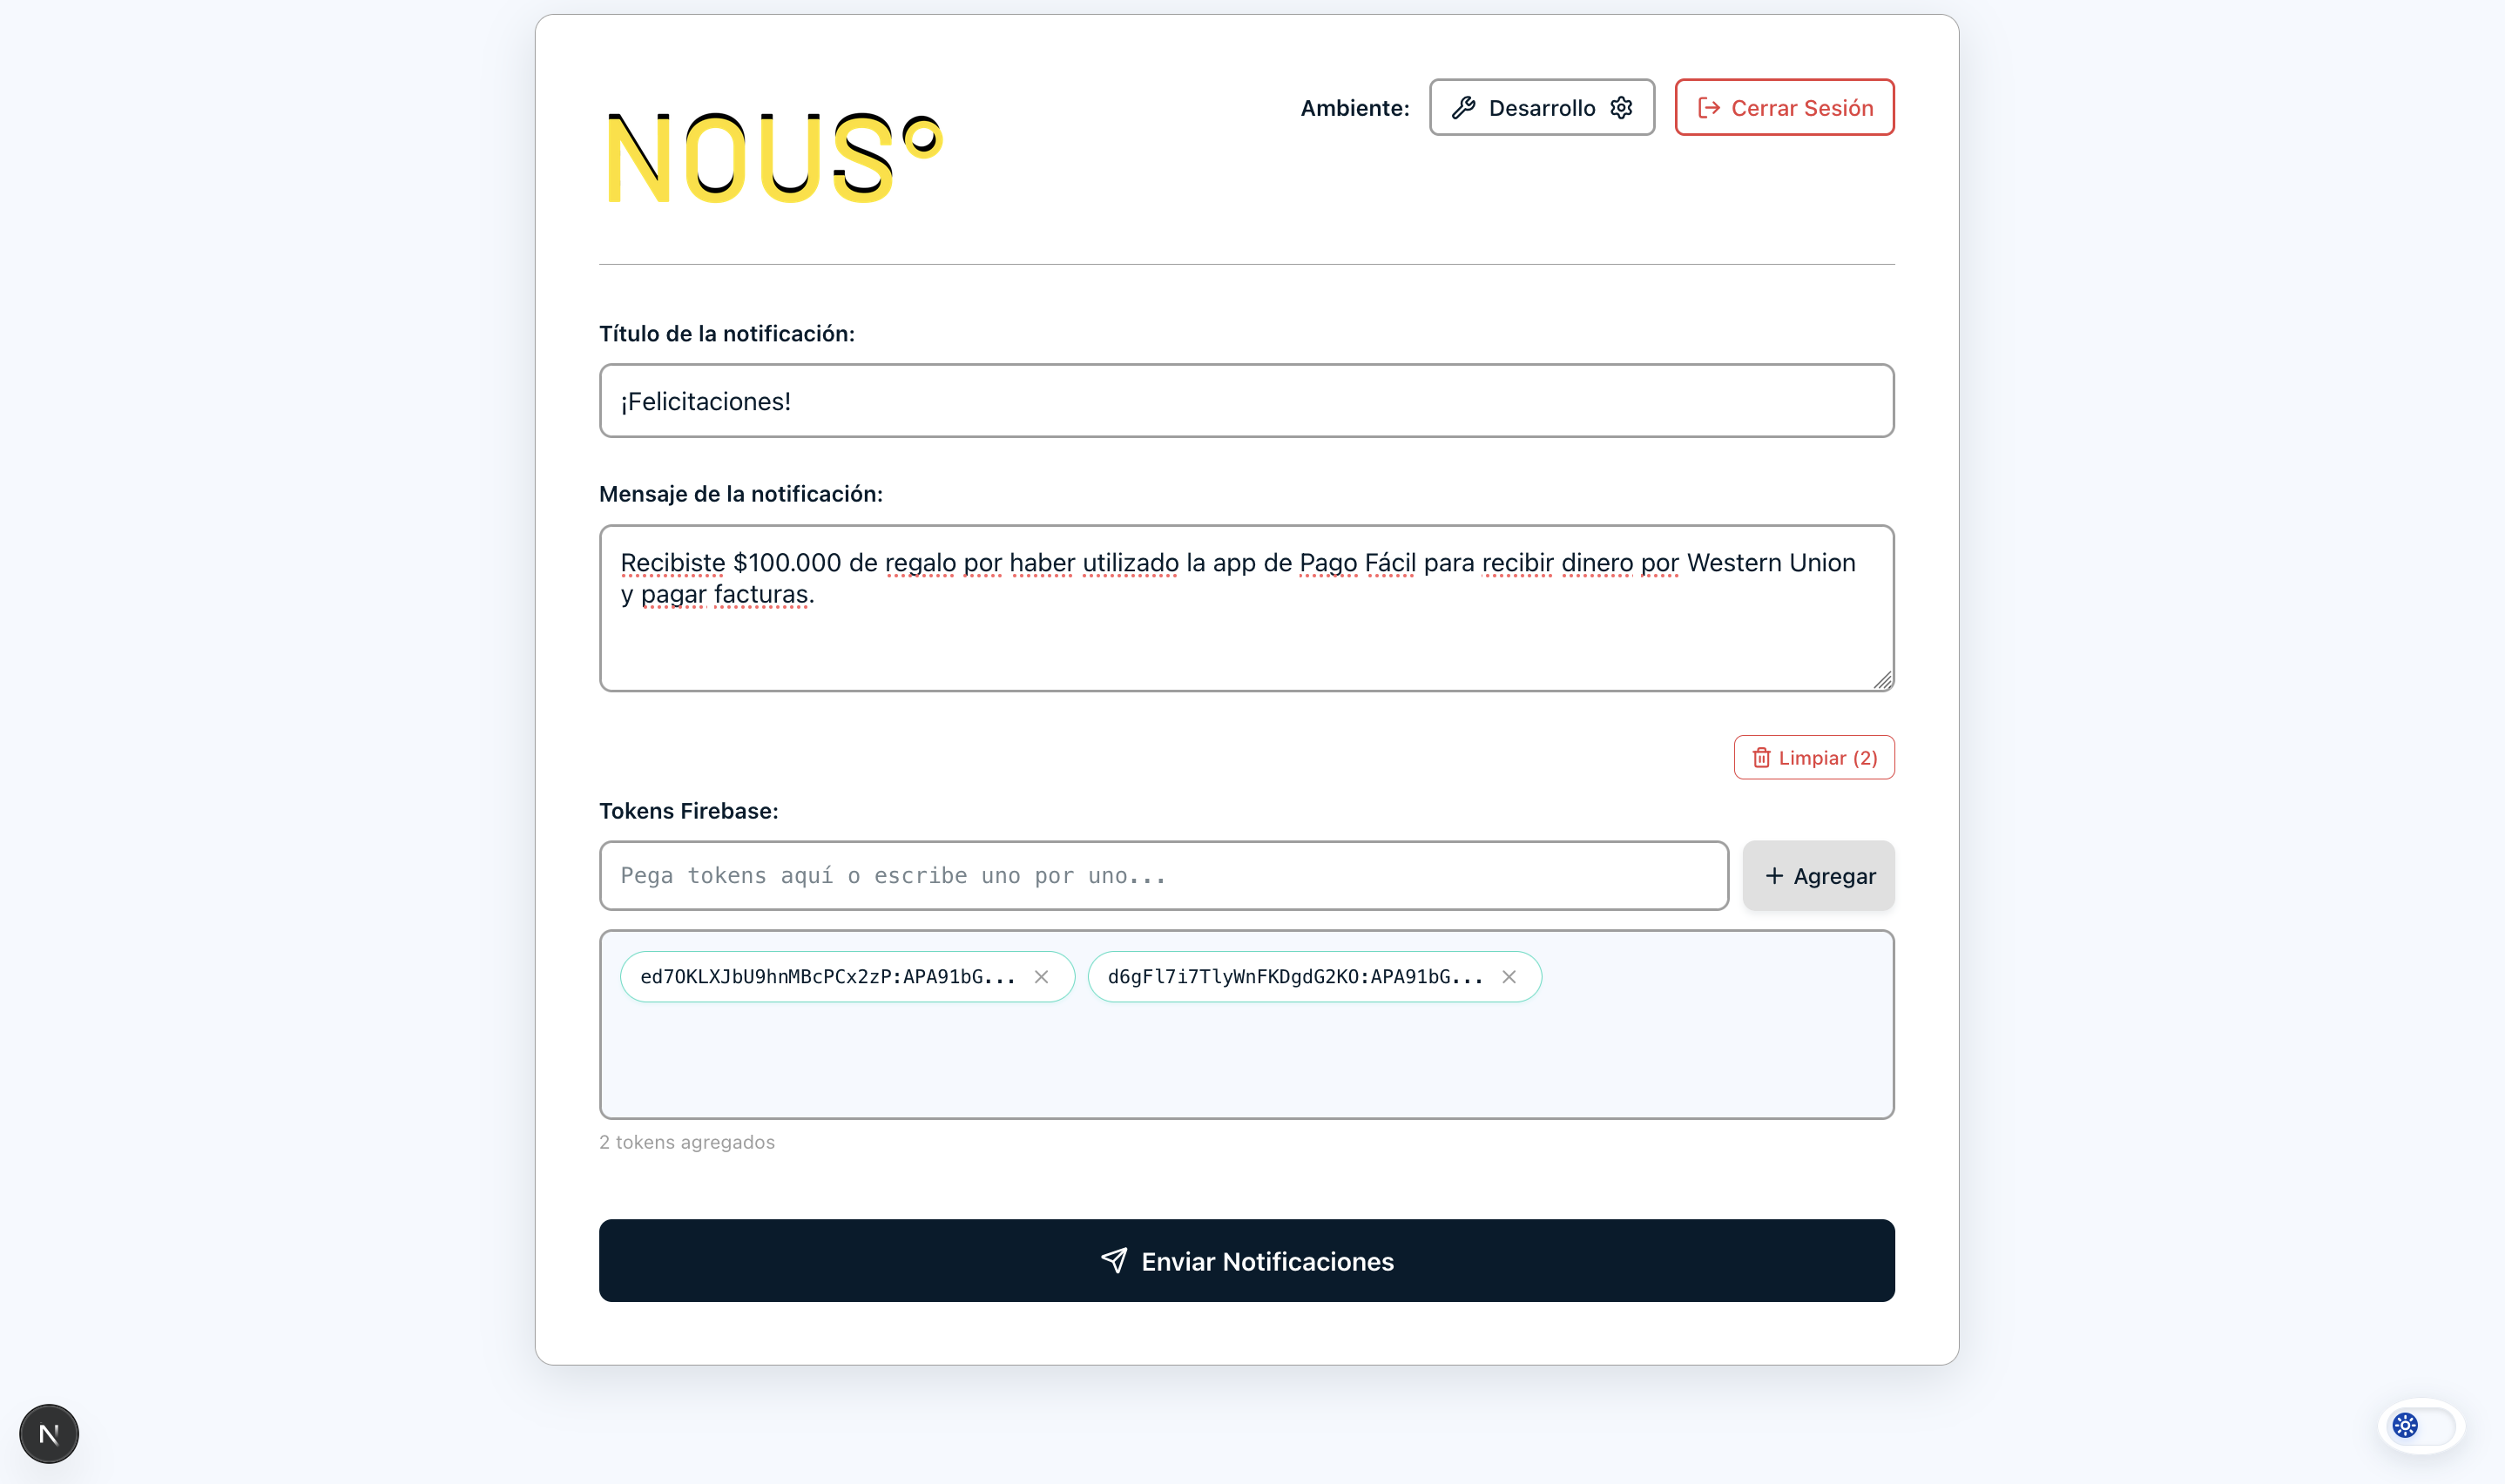 NOUS°
Ambiente:
Desarrollo
Cerrar Sesión
Título de la notificación:
¡Felicitaciones!
Mensaje de la notificación:
Recibiste $100.000 de regalo por haber utilizado la app de Pago Fácil para recibir dinero por Western Union
y pagar facturas.
Limpiar (2)
Tokens Firebase:
Pega tokens aquí o escribe uno por uno...
+ Agregar
ed7OKLXJbU9hnMBcPCx2zP:APA91bG...
d6gFl7i7TlyWnFKDgdG2KO:APA91bG...
2 tokens agregados
Enviar Notificaciones
N